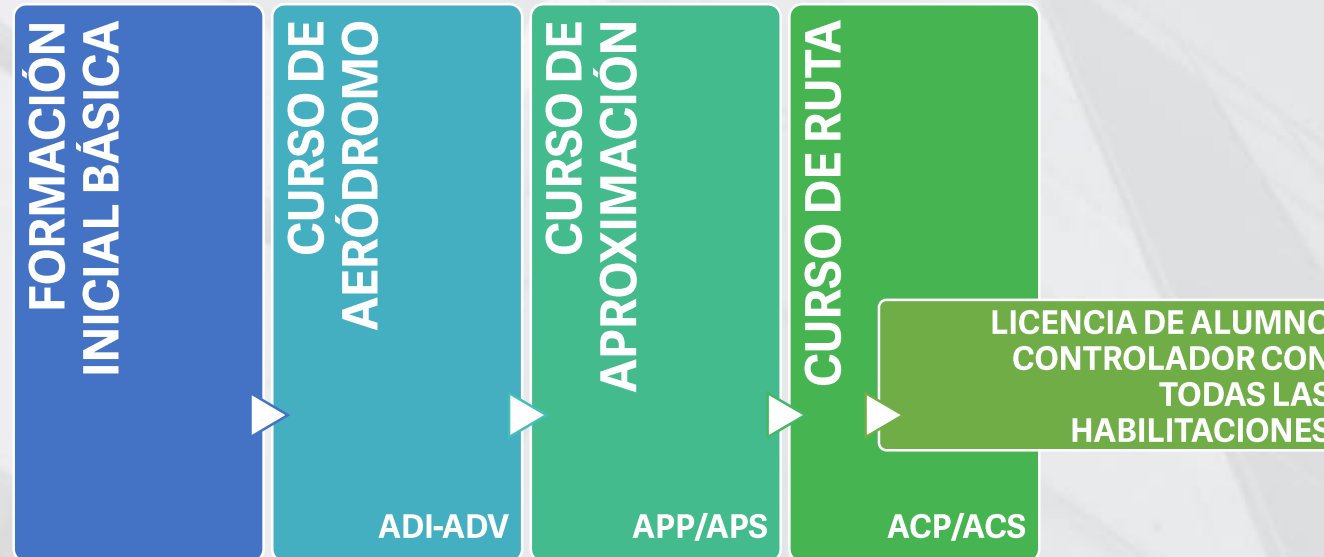 FORMACIÓN
INICIAL BÁSICA
CURSO DE
AERÓDROMO
ADI-ADV
CURSO DE
APROXIMACIÓN
APP/APS
CURSO DE RUTA
ACP/ACS
LICENCIA DE ALUMNO
CONTROLADOR CON
TODAS LAS
HABILITACIONES